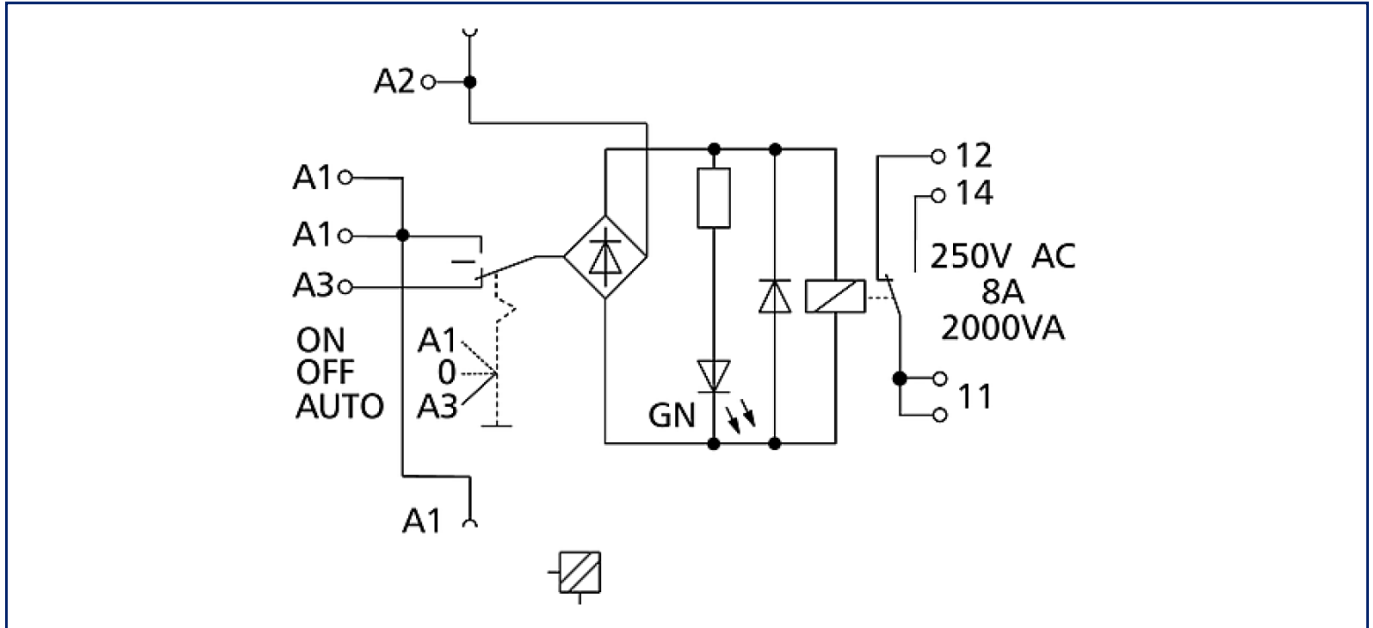 A2
A1
A1
A3
ON A1
OFF 0
AUTO A3
A1
GN
12
14
250V AC
8A
2000VA
11